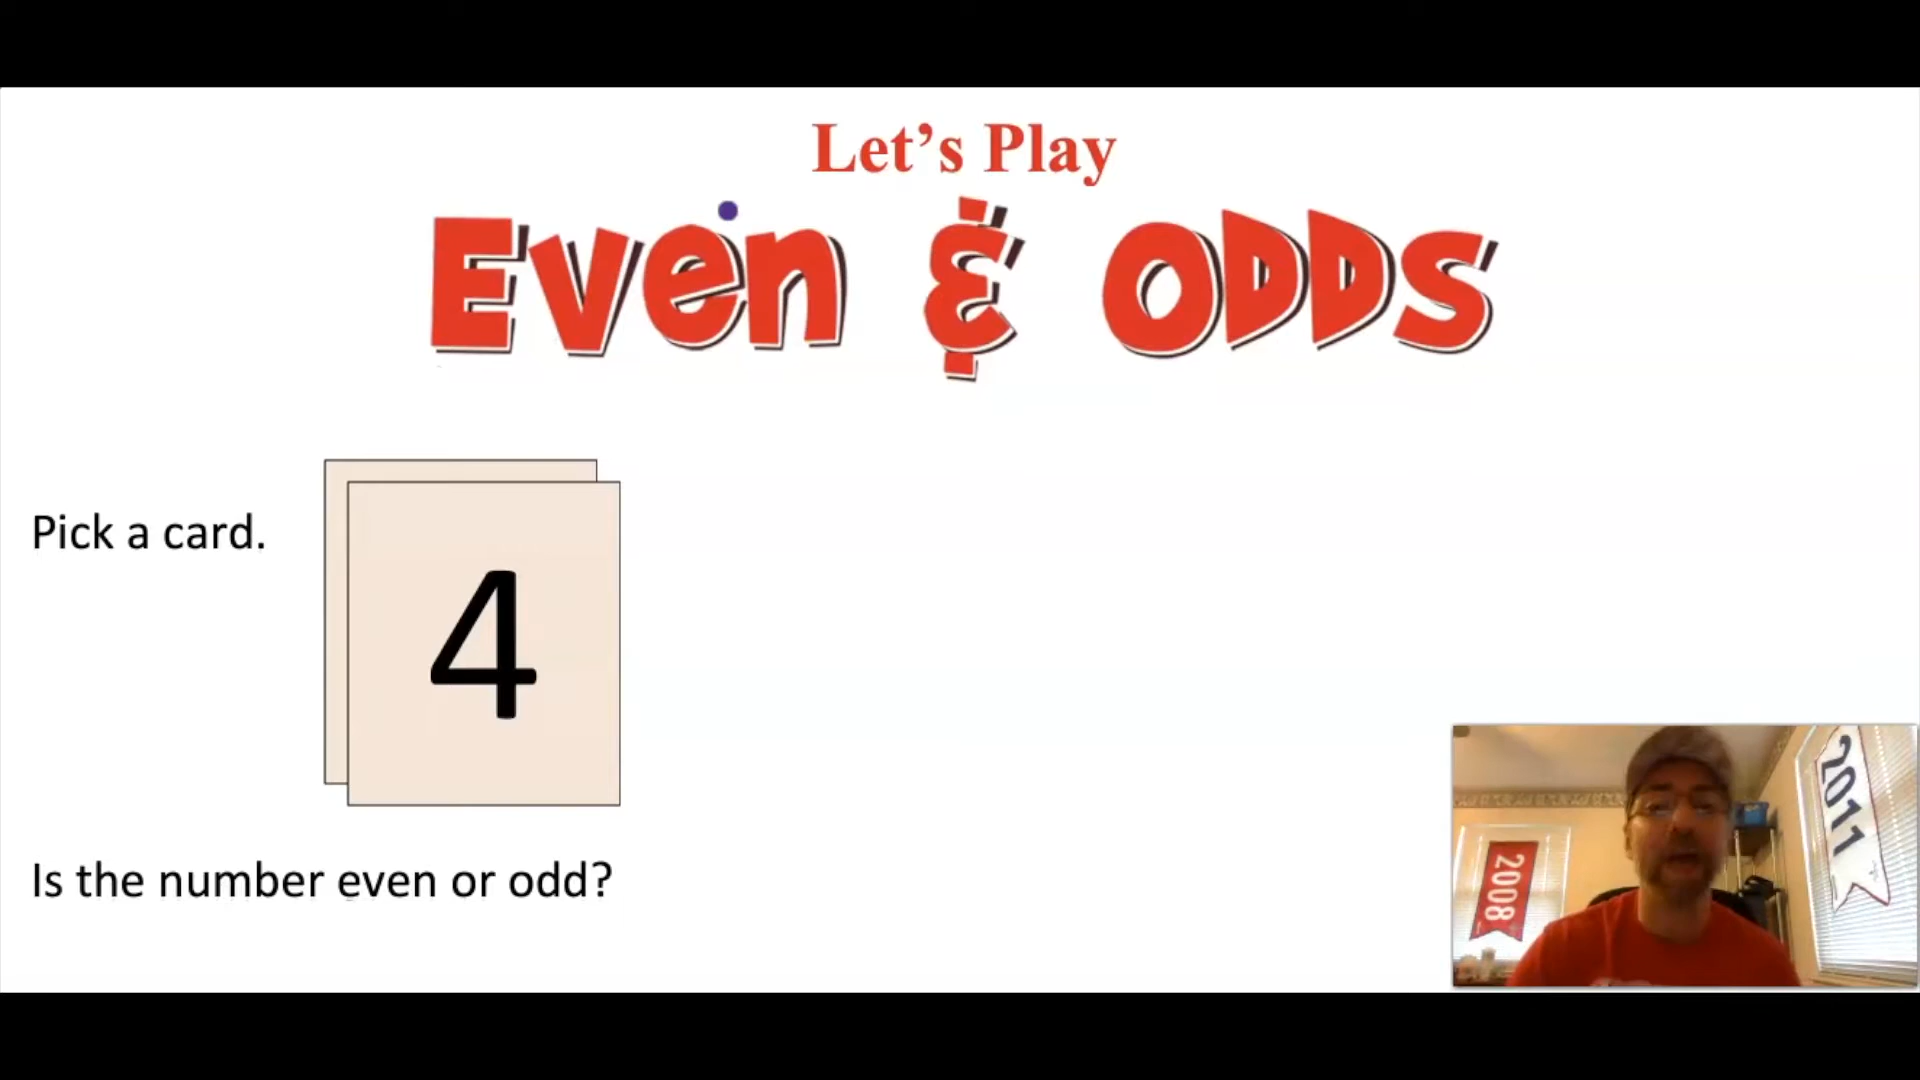 Let's Play
Even & ODDS
Pick a card.
4
Is the number even or odd?
2008
2011